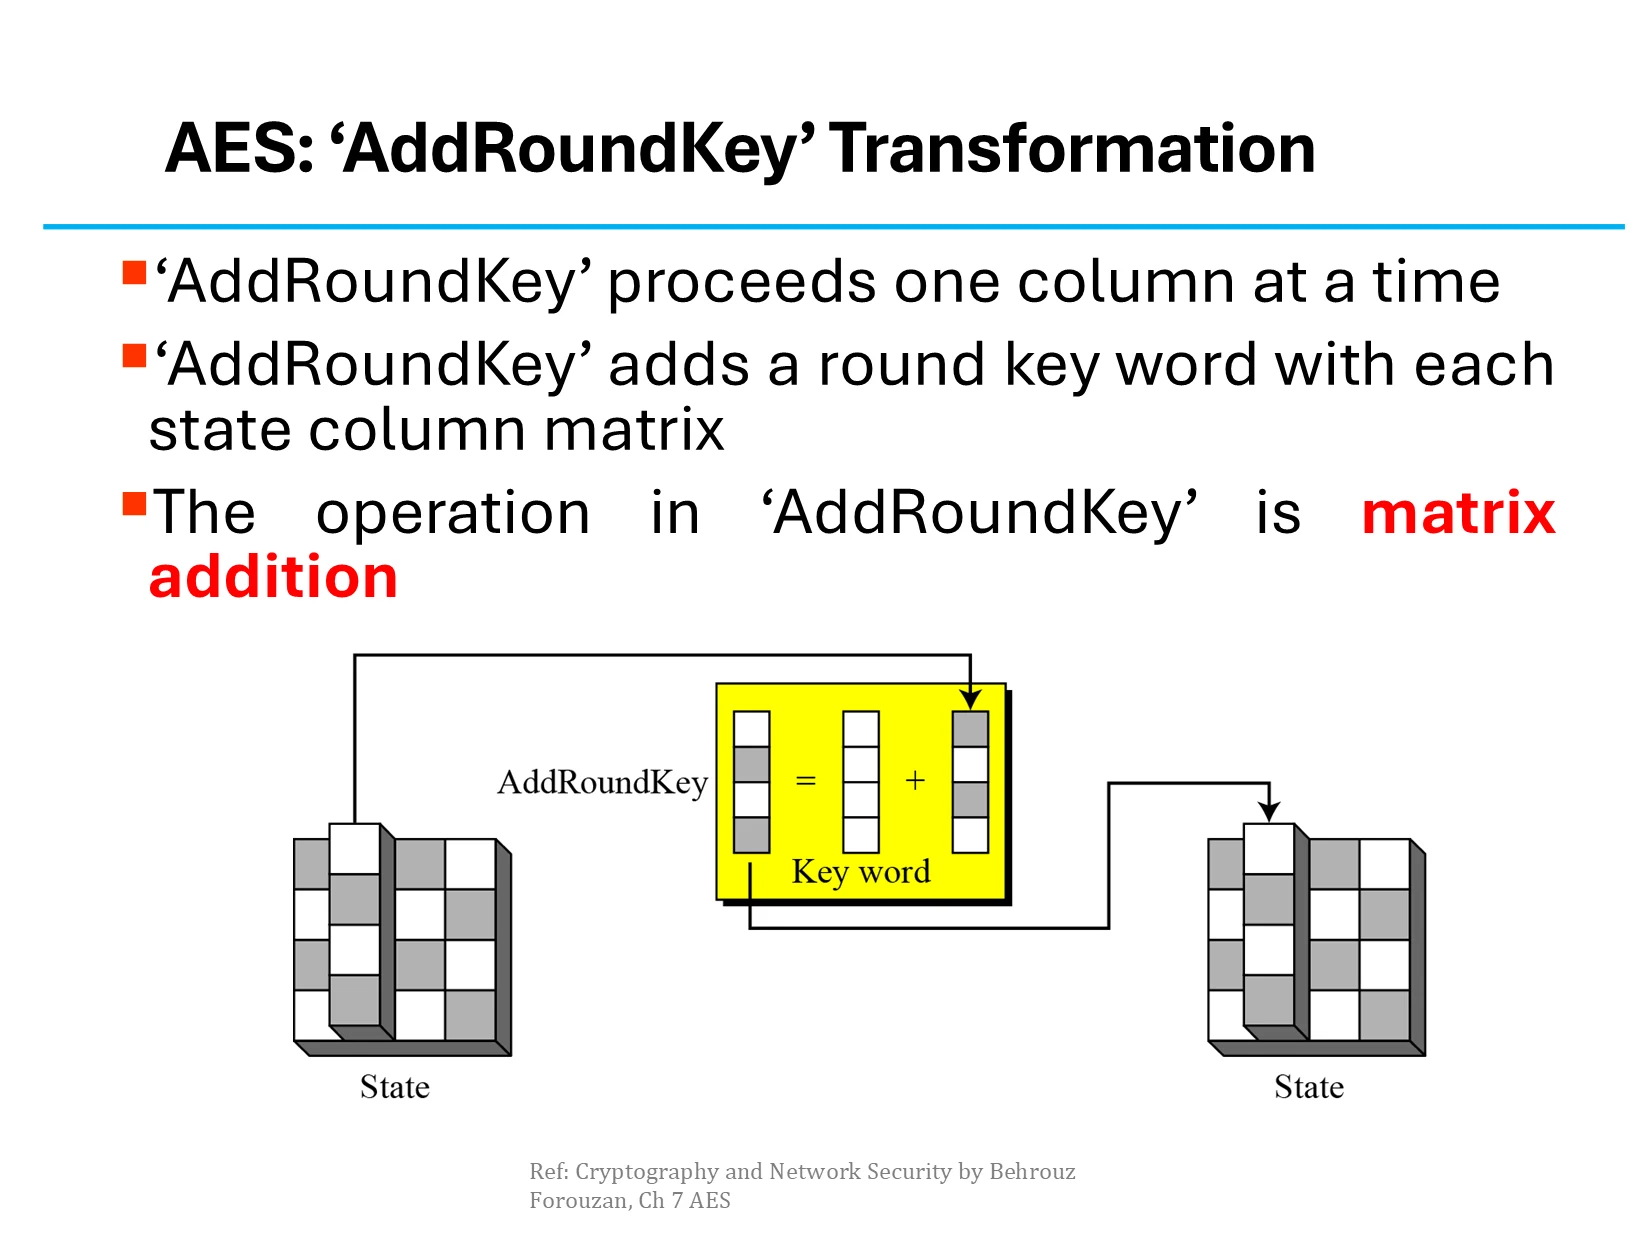 AES: ‘AddRoundKey’ Transformation
‘AddRoundKey’ proceeds one column at a time
‘AddRoundKey’ adds a round key word with each
state column matrix
The operation in ‘AddRoundKey’ is matrix
addition
AddRoundKey
=
+
Key word
State
State
Ref: Cryptography and Network Security by Behrouz
Forouzan, Ch 7 AES